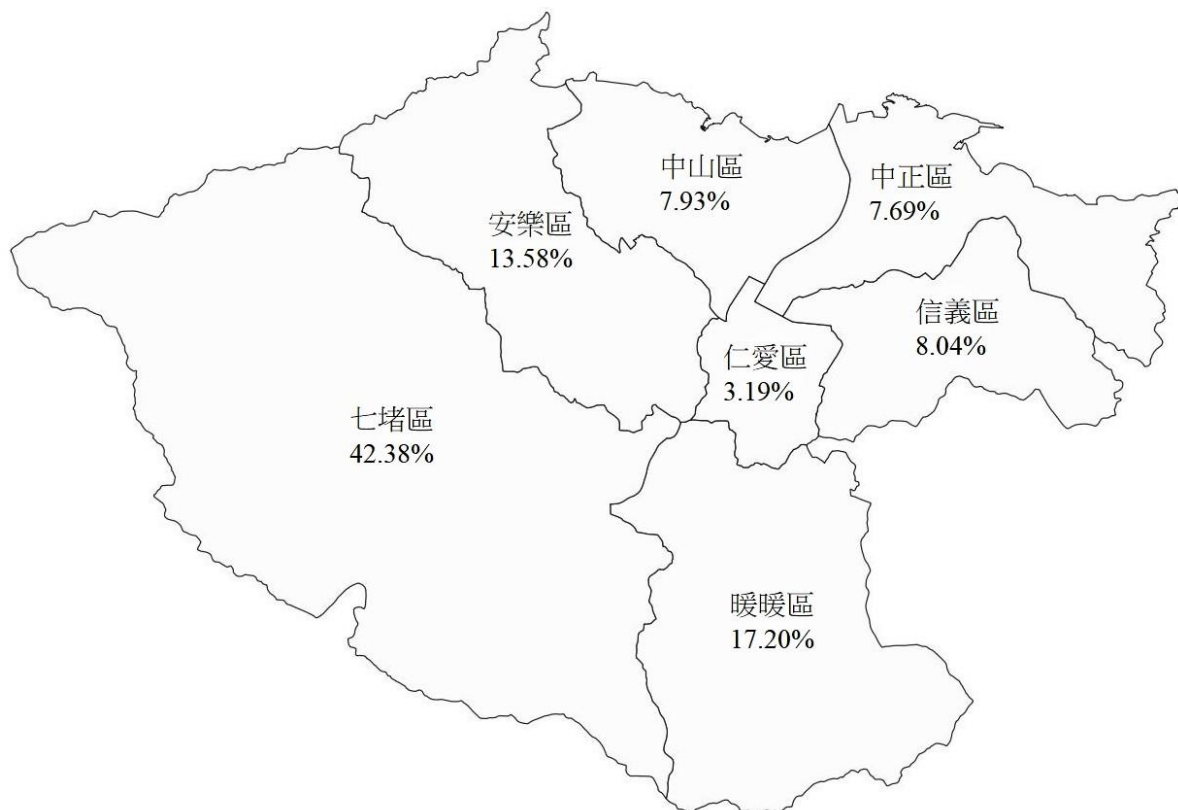 中山區
7.93%
中正區
7.69%
安樂區
13.58%
信義區
8.04%
仁愛區
3.19%
七堵區
42.38%
暖暖區
17.20%